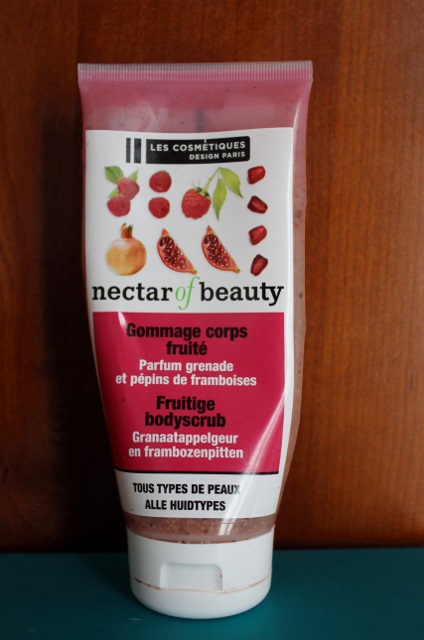 LES COSMÉTIQUES
DESIGN PARIS
nectar of beauty
Gommage corps
fruité
Parfum grenade
et pépins de framboises
Fruitige
bodyscrub
Granaatappelgeur
en frambozenpitten
TOUS TYPES DE PEAUX
ALLE HUIDTYPES